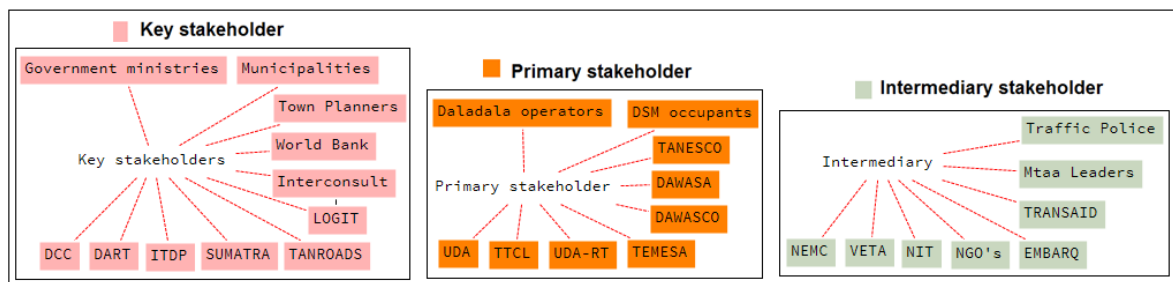 Key stakeholder
Government ministries
Municipalities
Town Planners
World Bank
Key stakeholders
Interconsult
LOGIT
DCC
DART
ITDP
SUMATRA
TANROADS
Primary stakeholder
Daladala operators
DSM occupants
TANESCO
Primary stakeholder
DAWASA
DAWASCO
UDA
TTCL
UDA-RT
TEMESA
Intermediary stakeholder
Traffic Police
Intermediary
Mtaa Leaders
TRANSAID
NEMC
VETA
NIT
NGO's
EMBARQ